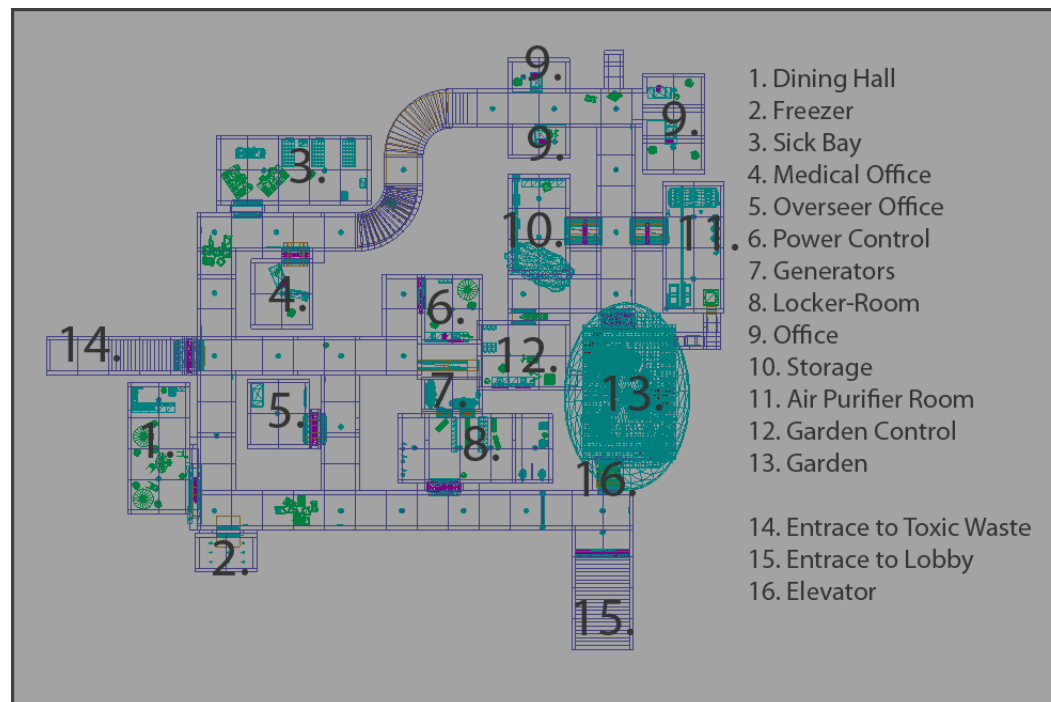 9.
9.
9.
3.
10.
11.
4.
6.
14.
12.
7.
13.
5.
1.
8.
16.
2.
15.
1. Dining Hall
2. Freezer
3. Sick Bay
4. Medical Office
5. Overseer Office
6. Power Control
7. Generators
8. Locker-Room
9. Office
10. Storage
11. Air Purifier Room
12. Garden Control
13. Garden
14. Entrace to Toxic Waste
15. Entrace to Lobby
16. Elevator